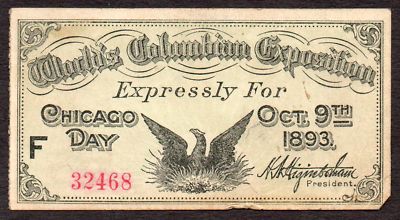 World's Columbian Exposition
Expressly For
Chicago Oct. 9TH
Day 1893.
F
32468
H.N. Higinbotham
President.